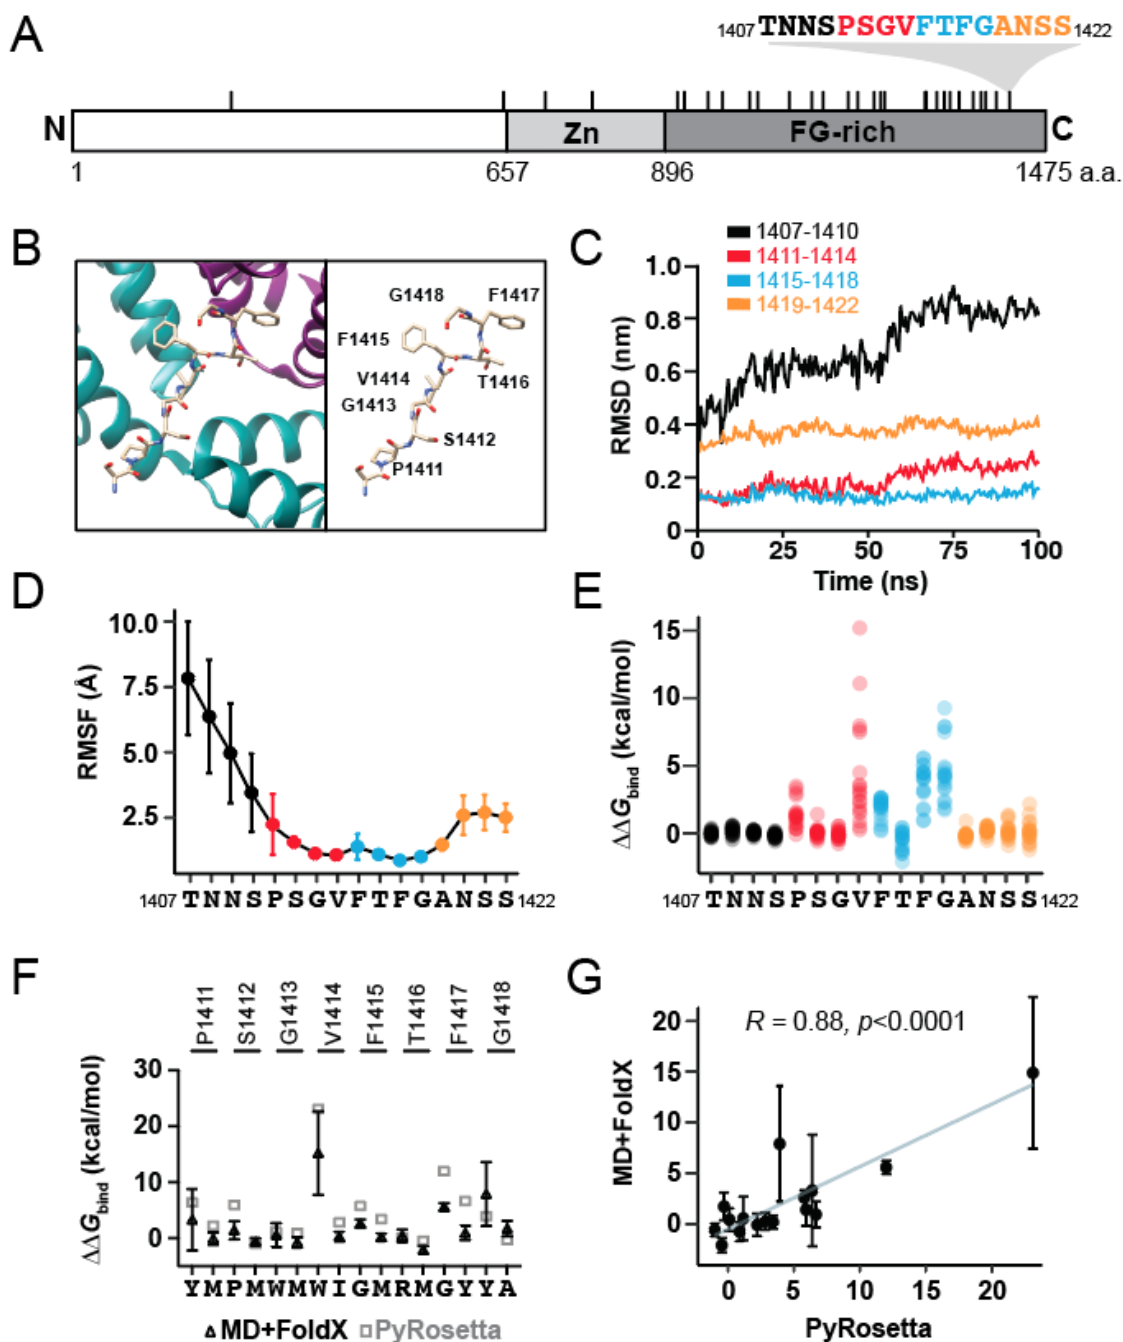 A
1407 TNNSPSGVFTFGANSS 1422
N Zn FG-rich C
1 657 896 1475 a.a.
B
G1418 F1417
F1415
V1414 T1416
G1413
S1412
P1411
C
1407-1410
1411-1414
1415-1418
1419-1422
RMSD (nm)
1.0
0.8
0.6
0.4
0.2
0
0 25 50 75 100
Time (ns)
D
RMSF (Å)
10.0
7.5
5.0
2.5
1407 T N N S P S G V F T F G A N S S 1422
E
ΔΔGbind (kcal/mol)
15
10
5
0
1407 T N N S P S G V F T F G A N S S 1422
F
P1411 S1412 G1413 V1414 F1415 T1416 F1417 G1418
ΔΔGbind (kcal/mol)
30
20
10
0
Y M P M W M W I G M R M G Y Y A
MD+FoldX PyRosetta
G
R = 0.88, p<0.0001
MD+FoldX
20
15
10
5
0
0 5 10 15 20
PyRosetta